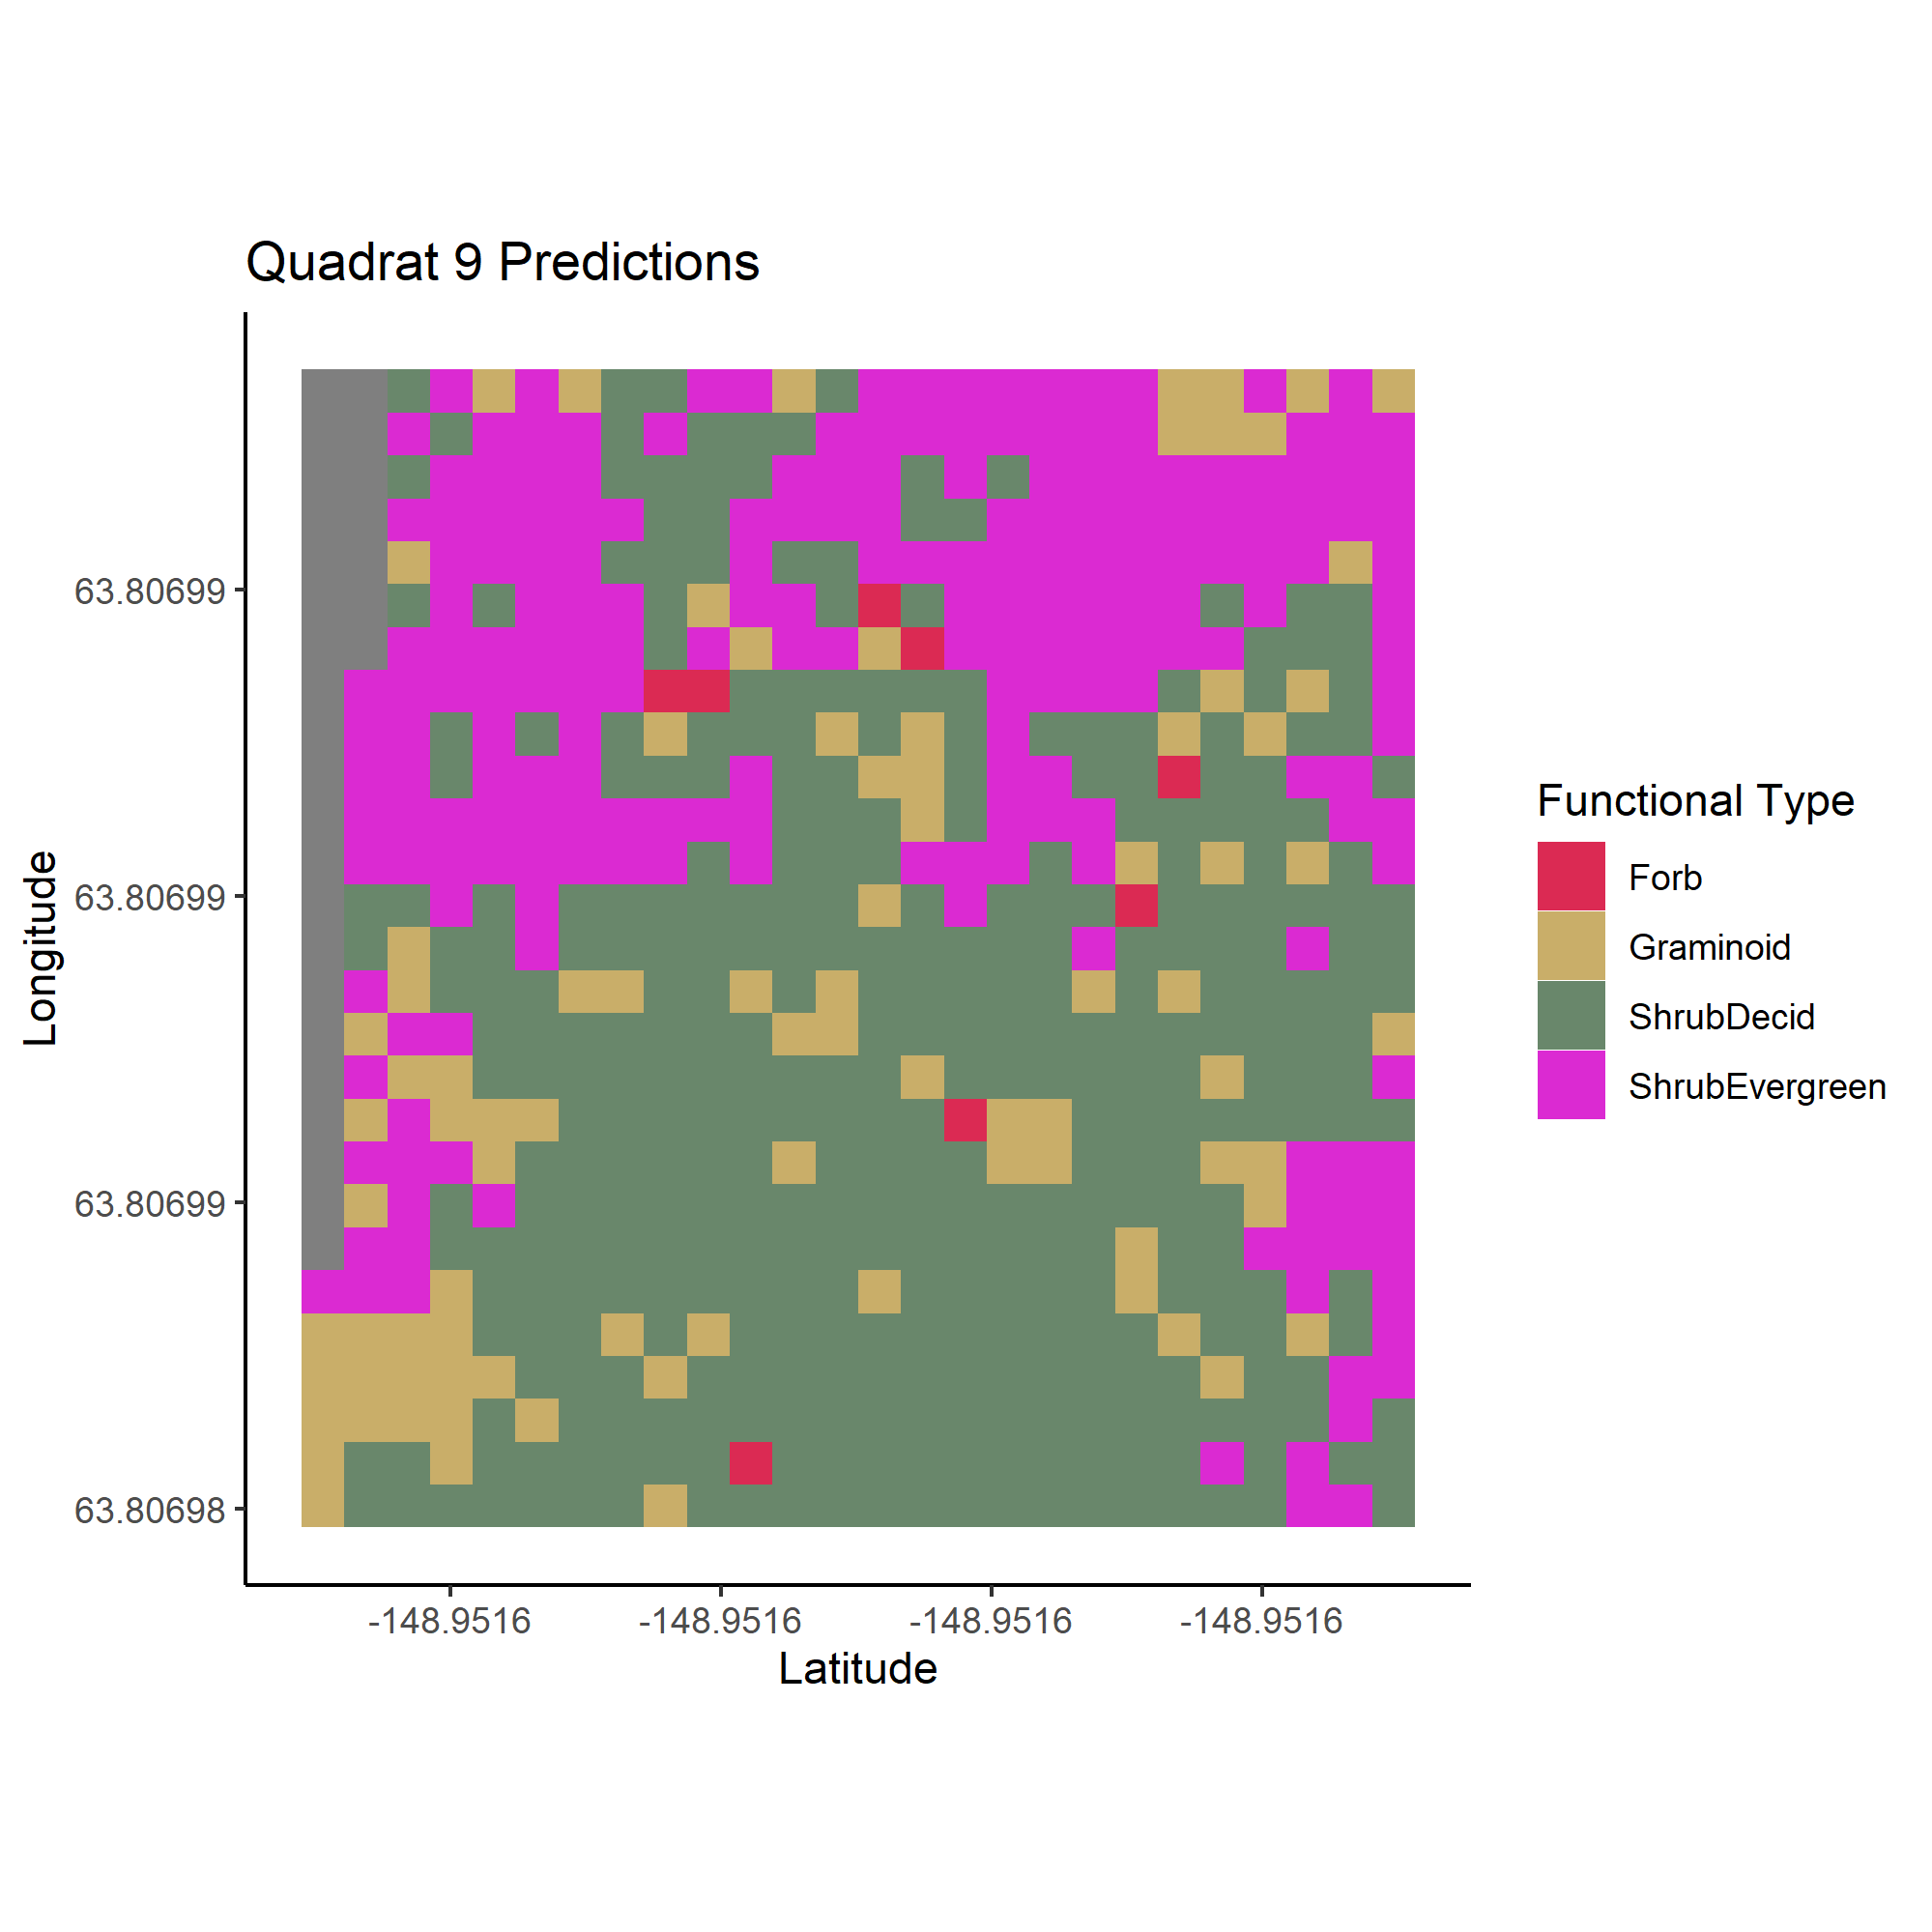 Quadrat 9 Predictions
63.80699
63.80699
63.80699
63.80698
Longitude
-148.9516 -148.9516 -148.9516 -148.9516
Latitude
Functional Type
Forb
Graminoid
ShrubDecid
ShrubEvergreen